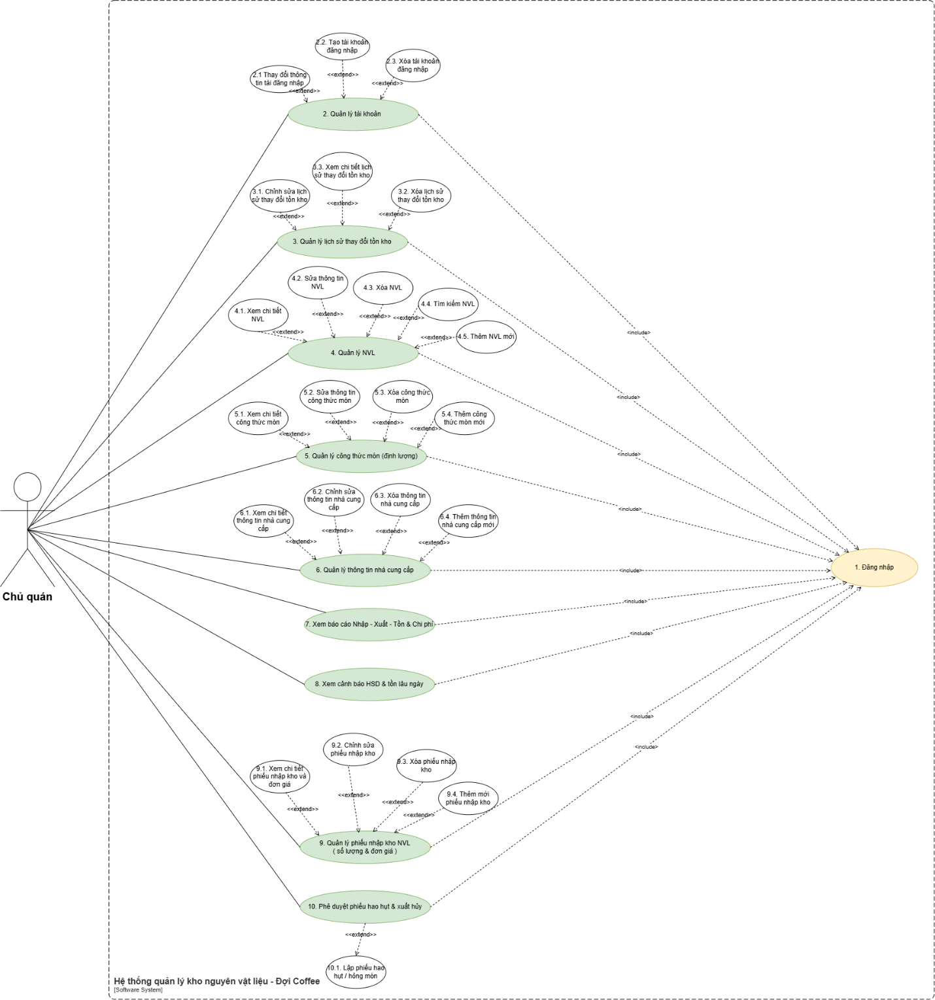 2.2. Tạo tài khoản
đăng nhập
2.3. Xóa tài khoản
đăng nhập
2.1 Thay đổi thông
tin tài đăng nhập
<<extend>>
<<extend>>
<<extend>>
2. Quản lý tài khoản
3.3. Xem chi tiết lịch
sử thay đổi tồn kho
3.1. Chỉnh sửa lịch
sử thay đổi tồn kho
3.2. Xóa lịch sử
thay đổi tồn kho
<<extend>>
<<extend>>
<<extend>>
3. Quản lý lịch sử thay đổi tồn kho
4.2. Sửa thông tin
NVL
4.3. Xóa NVL
4.4. Tìm kiếm NVL
4.1. Xem chi tiết
NVL
4.5. Thêm NVL mới
<<extend>>
<<extend>>
<<extend>>
<<extend>>
<<extend>>
<include>
4. Quản lý NVL
5.2. Sửa thông tin
công thức món
5.3. Xóa công thức
món
<include>
5.1. Xem chi tiết
công thức món
5.4. Thêm công
thức món mới
<<extend>>
<<extend>>
<<extend>>
<<extend>>
5. Quản lý công thức món (định lượng)
<include>
6.2. Chỉnh sửa
thông tin nhà cung
cấp
6.3. Xóa thông tin
nhà cung cấp
6.1. Xem chi tiết
thông tin nhà cung
cấp
6.4. Thêm thông tin
nhà cung cấp mới
<include>
<<extend>>
<<extend>>
<<extend>>
<<extend>>
6. Quản lý thông tin nhà cung cấp
<include>
1. Đăng nhập
Chủ quán
<include>
7. Xem báo cáo Nhập - Xuất - Tồn & Chi phí
<include>
8. Xem cảnh báo HSD & tồn lâu ngày
<include>
9.2. Chỉnh sửa
phiếu nhập kho
<include>
9.1. Xem chi tiết
phiếu nhập kho và
đơn giá
9.3. Xóa phiếu nhập
kho
9.4. Thêm mới
phiếu nhập kho
<<extend>>
<<extend>>
<<extend>>
<<extend>>
9. Quản lý phiếu nhập kho NVL
( số lượng & đơn giá )
10. Phê duyệt phiếu hao hụt & xuất hủy
<<extend>>
10.1. Lập phiếu hao
hụt / hỏng món
Hệ thống quản lý kho nguyên vật liệu - Đợi Coffee
[Software System]